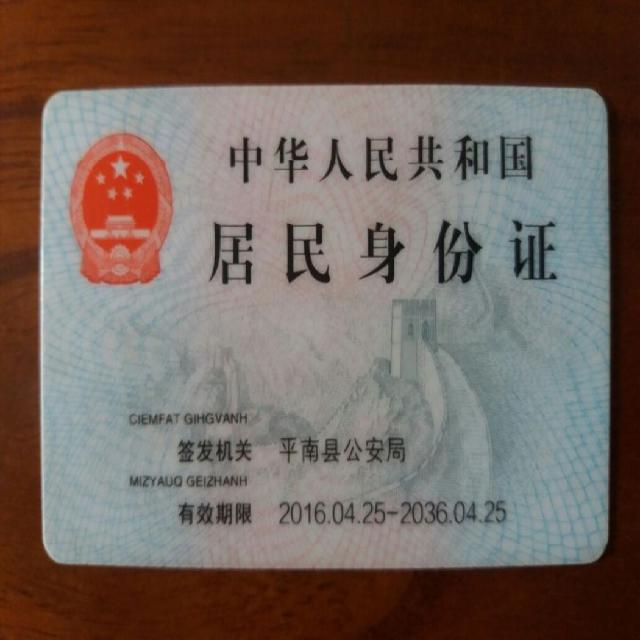 中华人民共和国
居民身份证
CIEMFAT GIHGVANH
签发机关 平南县公安局
MIZYAUQ GEIZHANH
有效期限 2016.04.25-2036.04.25